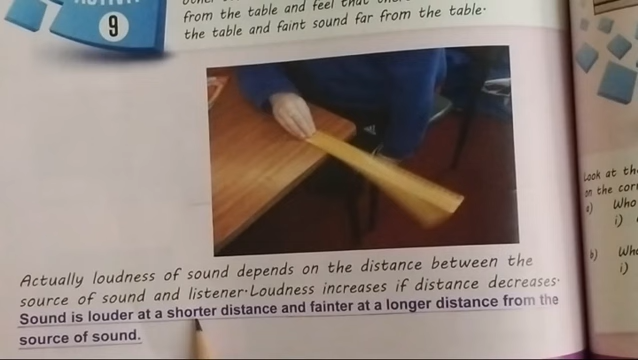 ACTIVITY
9
from the table and feel that
the table and faint sound far from the table.
Actually loudness of sound depends on the distance between the
source of sound and listener. Loudness increases if distance decreases.
Sound is louder at a shorter distance and fainter at a longer distance from the
source of sound.
Look at th
on the cor
a) Who
i)
b) Who
i)